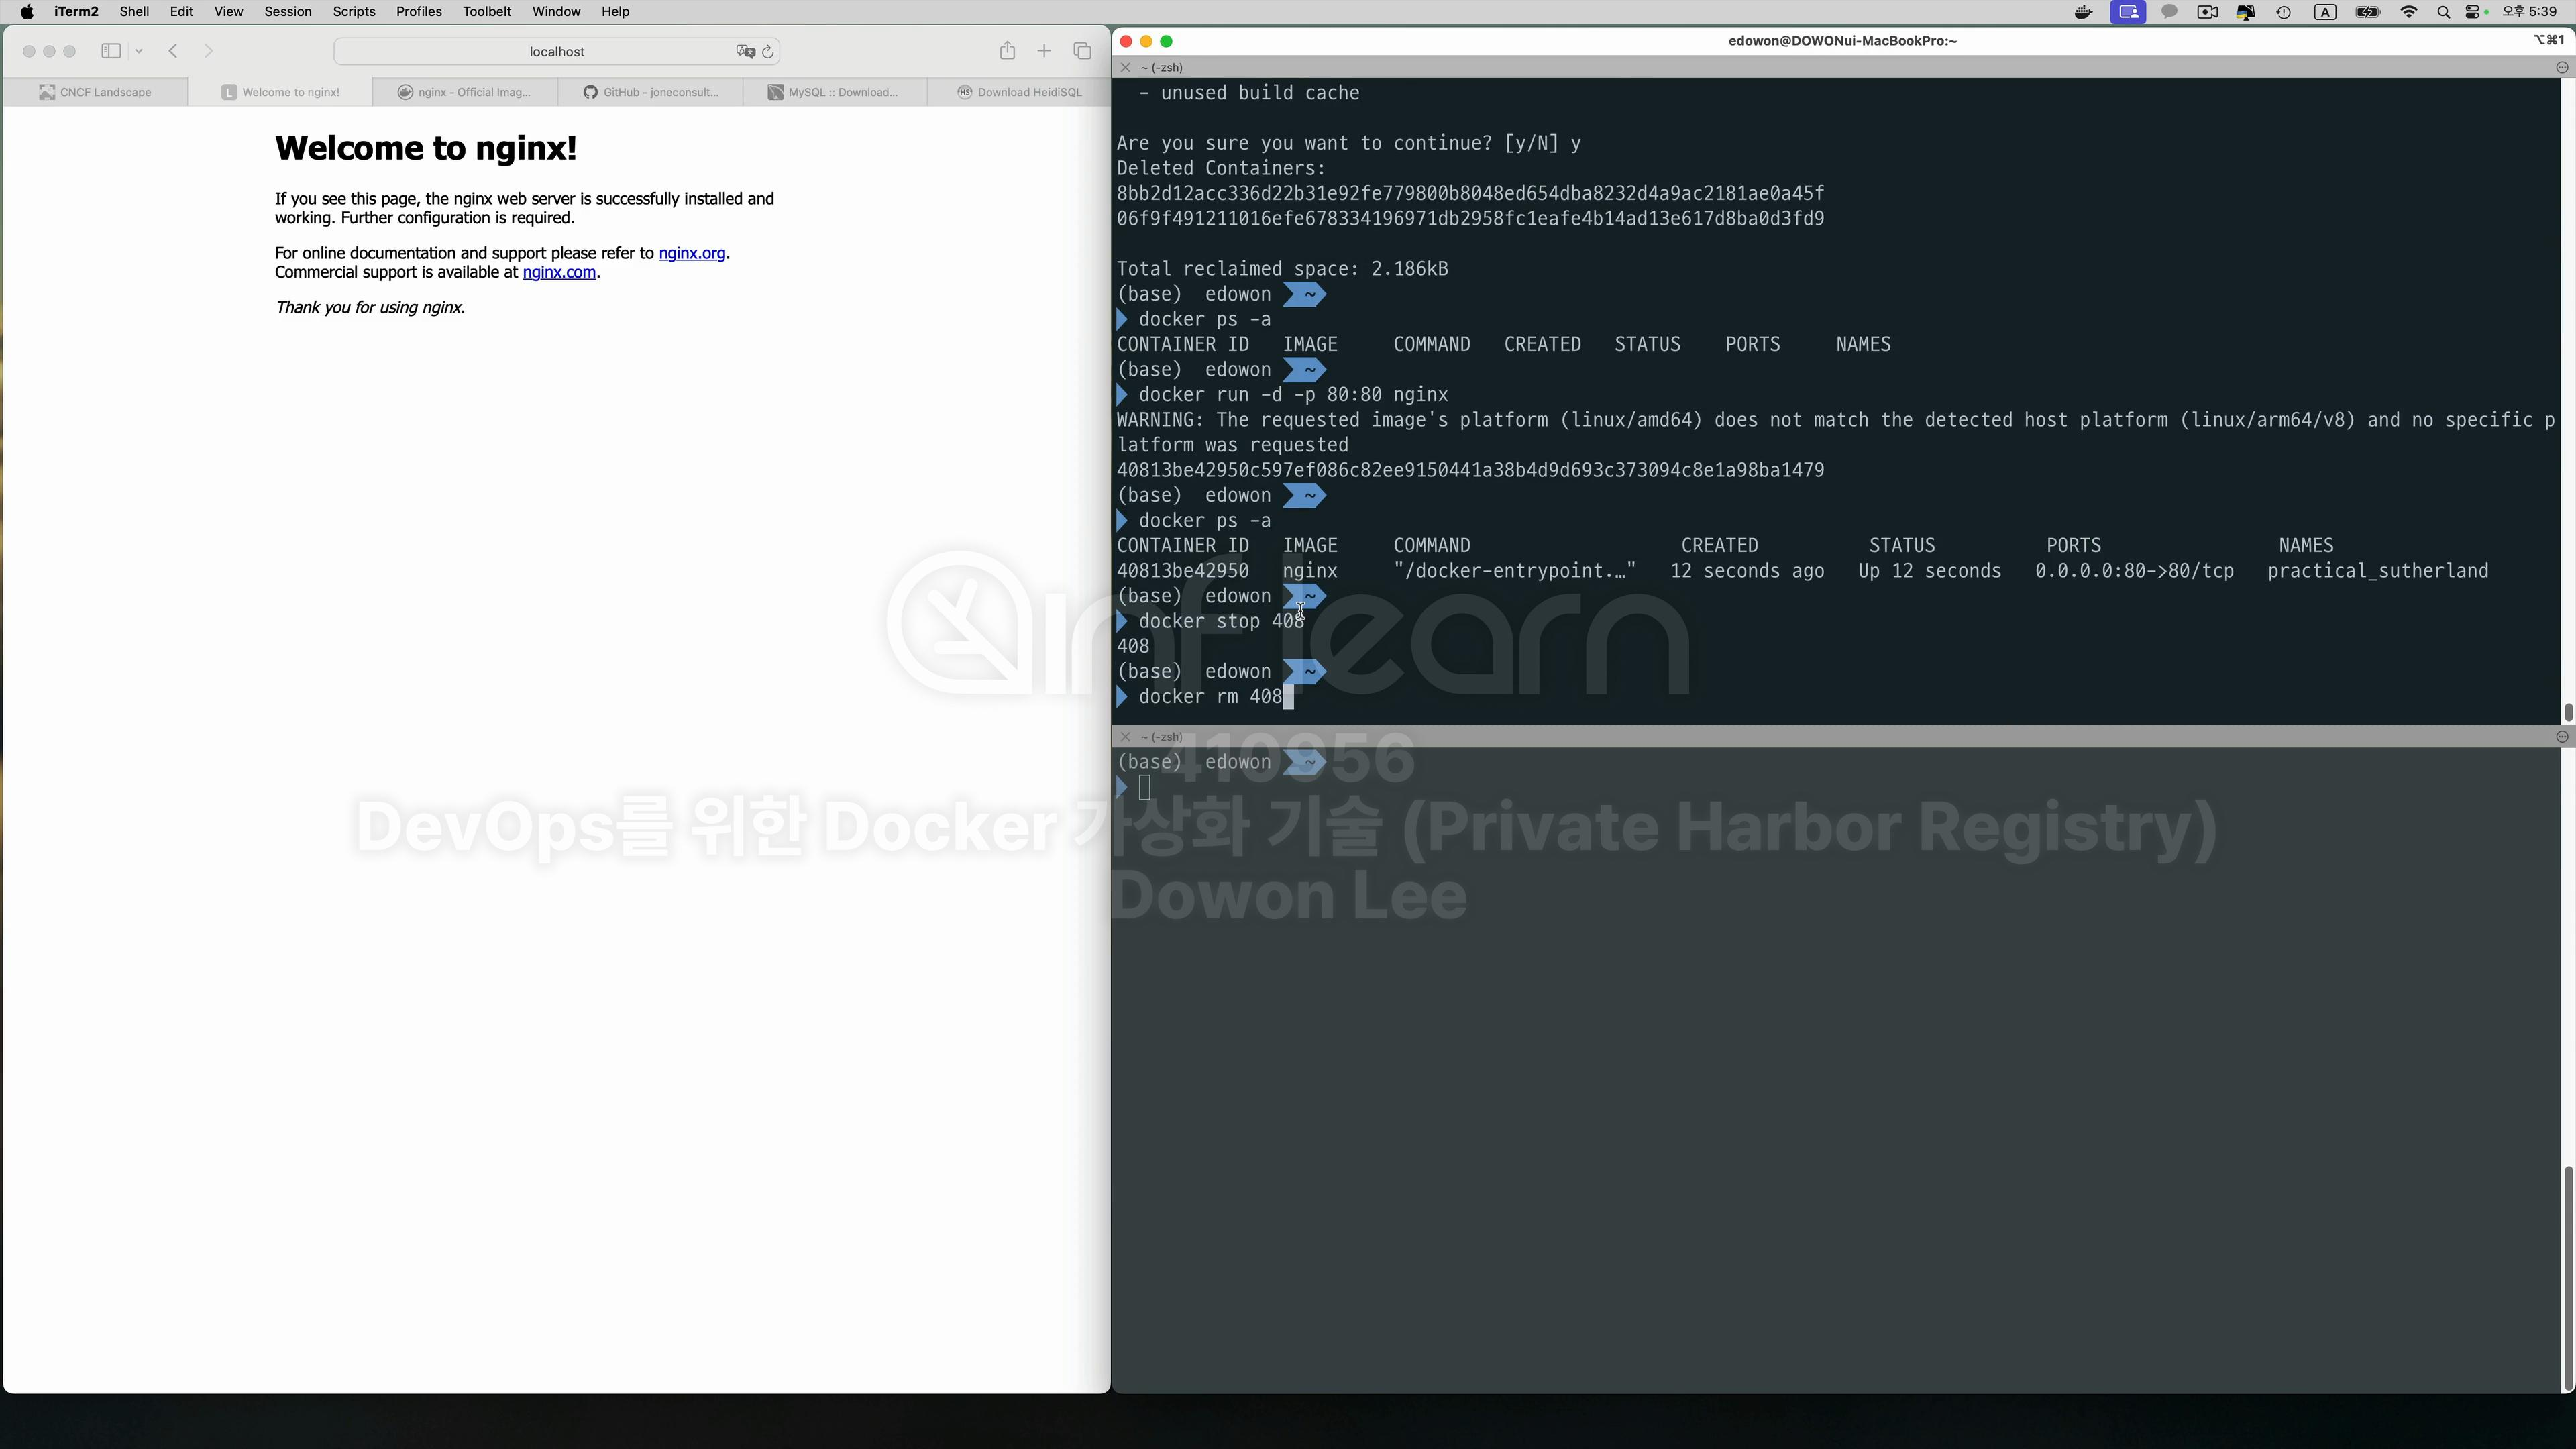 iTerm2 Shell Edit View Session Scripts Profiles Toolbelt Window Help
A 오후 5:39
localhost
CNCF Landscape
L Welcome to nginx!
nginx - Official Imag...
GitHub - joneconsult...
MySQL :: Download...
HS Download HeidiSQL
Welcome to nginx!
If you see this page, the nginx web server is successfully installed and
working. Further configuration is required.
For online documentation and support please refer to nginx.org.
Commercial support is available at nginx.com.
Thank you for using nginx.
edowon@DOWONui-MacBookPro:~
⌥⌘1
~ (-zsh)
- unused build cache
Are you sure you want to continue? [y/N] y
Deleted Containers:
8bb2d12acc336d22b31e92fe779800b8048ed654dba8232d4a9ac2181ae0a45f
06f9f491211016efe678334196971db2958fc1eafe4b14ad13e617d8ba0d3fd9
Total reclaimed space: 2.186kB
(base) edowon ~
docker ps -a
CONTAINER ID IMAGE COMMAND CREATED STATUS PORTS NAMES
(base) edowon ~
docker run -d -p 80:80 nginx
WARNING: The requested image's platform (linux/amd64) does not match the detected host platform (linux/arm64/v8) and no specific p
latform was requested
40813be42950c597ef086c82ee9150441a38b4d9d693c373094c8e1a98ba1479
(base) edowon ~
docker ps -a
CONTAINER ID IMAGE COMMAND CREATED STATUS PORTS NAMES
40813be42950 nginx "/docker-entrypoint.…" 12 seconds ago Up 12 seconds 0.0.0.0:80->80/tcp practical_sutherland
(base) edowon ~
docker stop 408
408
(base) edowon ~
docker rm 408
~ (-zsh)
(base) edowon ~
inflearn
410956
DevOps를 위한 Docker 가상화 기술 (Private Harbor Registry)
Dowon Lee